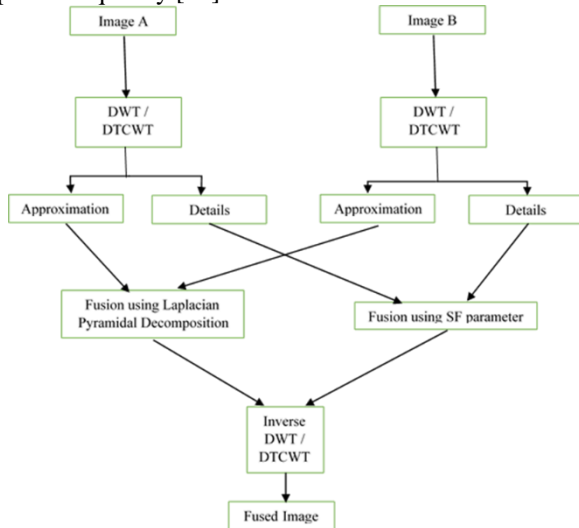 Image A
Image B
DWT /
DTCWT
DWT /
DTCWT
Approximation
Details
Approximation
Details
Fusion using Laplacian
Pyramidal Decomposition
Fusion using SF parameter
Inverse
DWT /
DTCWT
Fused Image